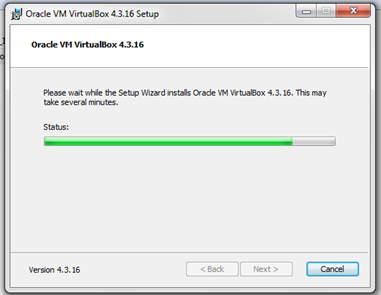 Oracle VM VirtualBox 4.3.16 Setup
Oracle VM VirtualBox 4.3.16
Please wait while the Setup Wizard installs Oracle VM VirtualBox 4.3.16. This may
take several minutes.
Status:
Version 4.3.16
< Back
Next >
Cancel